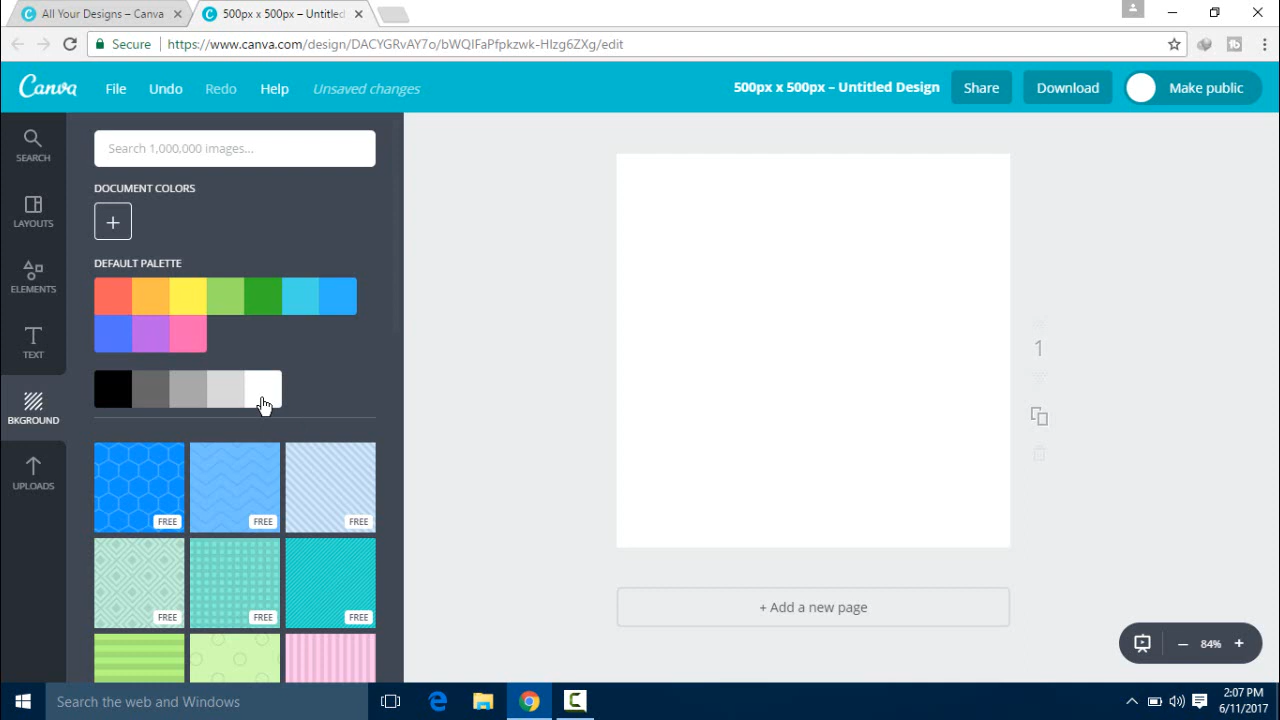 All Your Designs – Canva
500px x 500px – Untitled
Secure
https://www.canva.com/design/DACYGRvAY7o/bWQIFaPfpkzwk-HIzg6ZXg/edit
Canva
File
Undo
Redo
Help
Unsaved changes
500px x 500px – Untitled Design
Share
Download
Make public
SEARCH
LAYOUTS
ELEMENTS
TEXT
BKGROUND
UPLOADS
Search 1,000,000 images...
DOCUMENT COLORS
+
DEFAULT PALETTE
FREE
FREE
FREE
FREE
FREE
FREE
1
+ Add a new page
– 84% +
Search the web and Windows
2:07 PM
6/11/2017